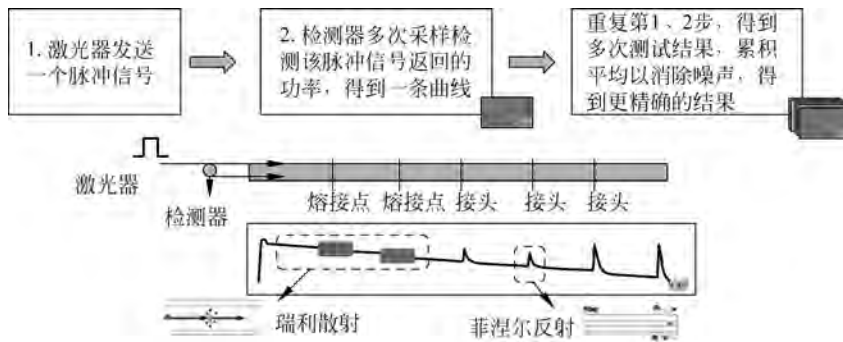 1. 激光器发送
一个脉冲信号
2. 检测器多次采样检
测该脉冲信号返回的
功率，得到一条曲线
重复第1、2步，得到
多次测试结果，累积
平均以消除噪声，得
到更精确的结果
激光器
检测器
熔接点
熔接点
接头
接头
接头
瑞利散射
菲涅尔反射